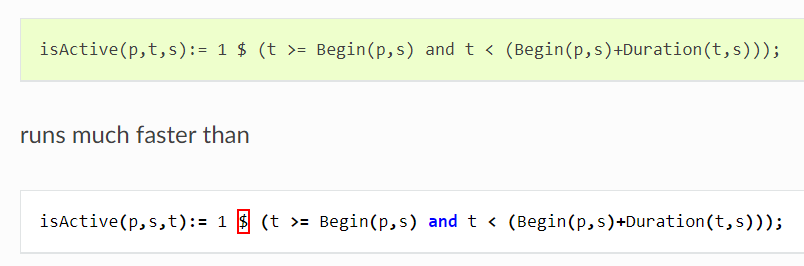 isActive(p,t,s):= 1 $ (t >= Begin(p,s) and t < (Begin(p,s)+Duration(t,s)));
runs much faster than
isActive(p,s,t):= 1 $ (t >= Begin(p,s) and t < (Begin(p,s)+Duration(t,s)));